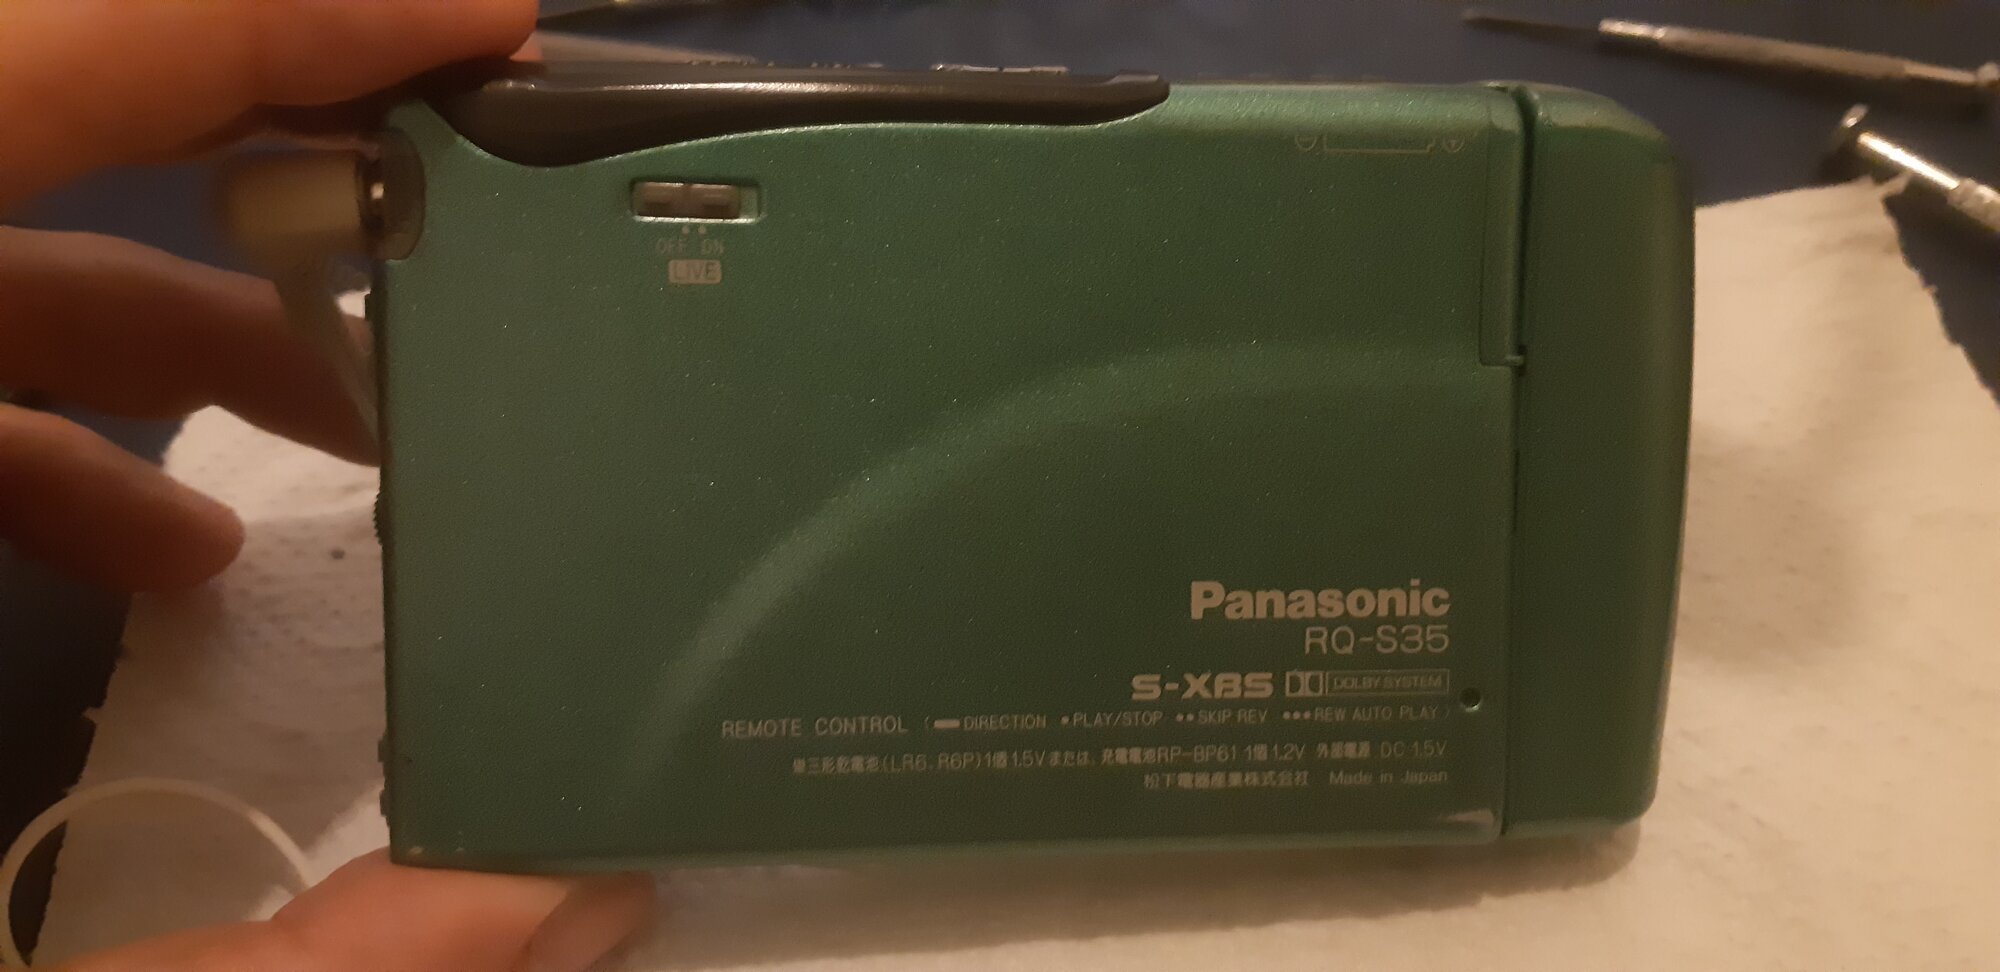 OFF ON
LIVE
Panasonic
RQ-S35
S-XBS DOLBY SYSTEM
REMOTE CONTROL ( ▬DIRECTION •PLAY/STOP ••SKIP REV •••REW AUTO PLAY )
単三形乾電池(LR6、R6P)1個1.5Vまたは、充電電池RP-BP61 1個1.2V 外部電源 DC 1.5V
松下電器産業株式会社 Made in Japan